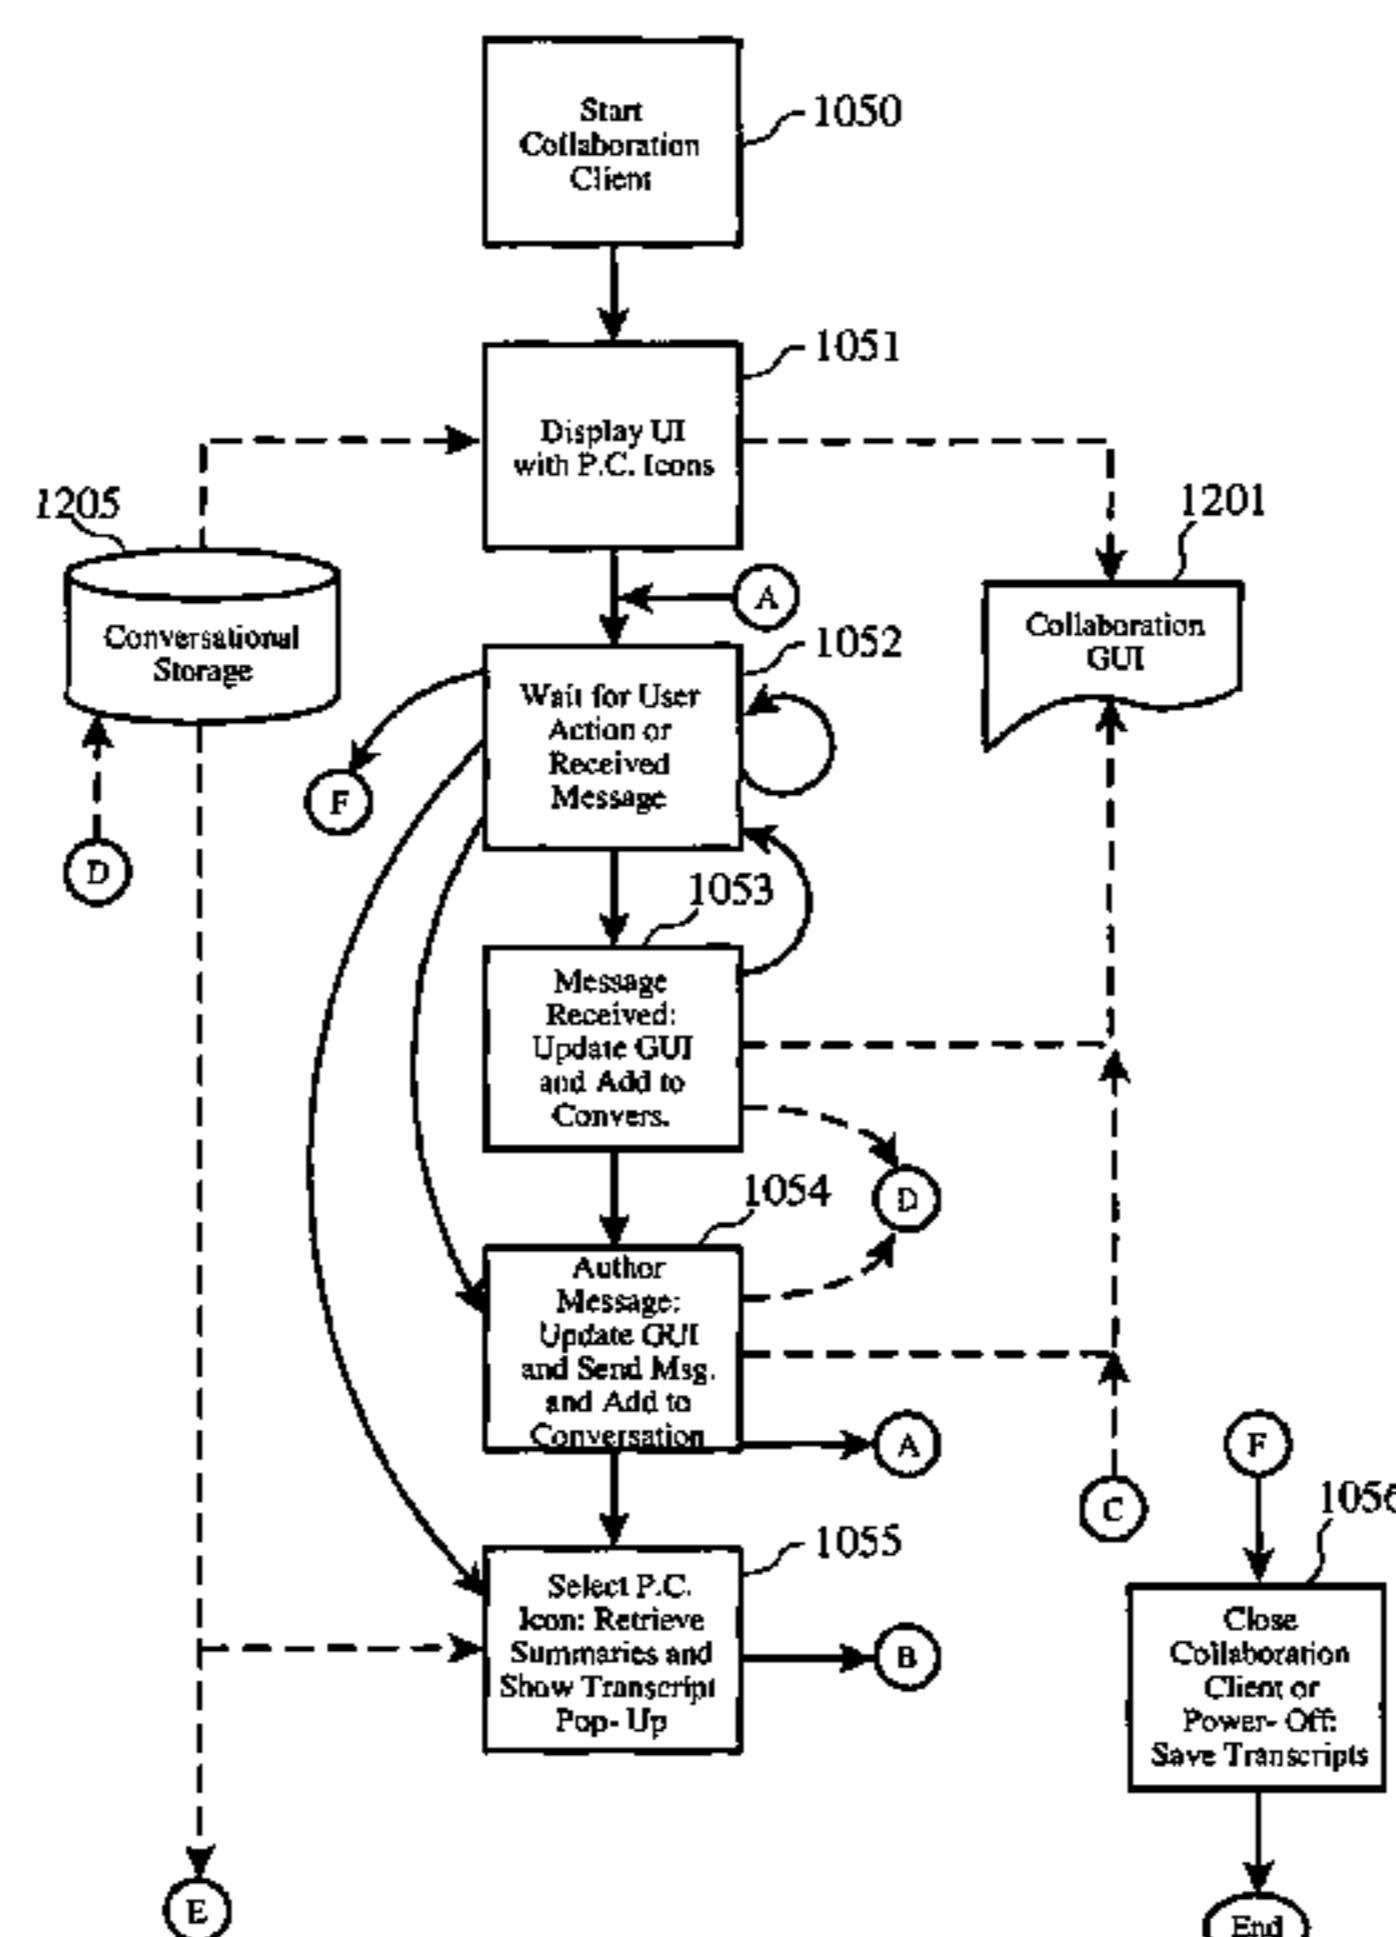 Start
Collaboration
Client
1050
1051
Display UI
with P.C. Icons
1205
Conversational
Storage
1201
Collaboration
GUI
A
1052
Wait for User
Action or
Received
Message
F
D
1053
Message
Received:
Update GUI
and Add to
Convers.
D
1054
Author
Message:
Update GUI
and Send Msg.
and Add to
Conversation
A
C
F
1055
Select P.C.
Icon: Retrieve
Summaries and
Show Transcript
Pop- Up
B
1056
Close
Collaboration
Client or
Power- Off:
Save Transcripts
E
End